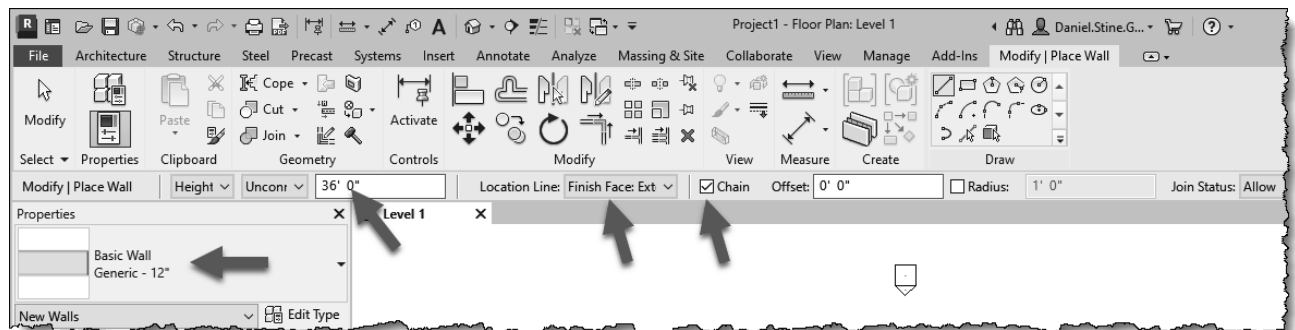 R Project1 - Floor Plan: Level 1 Daniel.Stine.G... ?
File Architecture Structure Steel Precast Systems Insert Annotate Analyze Massing & Site Collaborate View Manage Add-Ins Modify | Place Wall
Cope
Modify Paste Cut Activate
Join
Select Properties Clipboard Geometry Controls Modify View Measure Create Draw
Modify | Place Wall Height Unconr 36' 0" Location Line: Finish Face: Ext Chain Offset: 0' 0" Radius: 1' 0" Join Status: Allow
Properties Level 1
Basic Wall
Generic - 12"
New Walls Edit Type